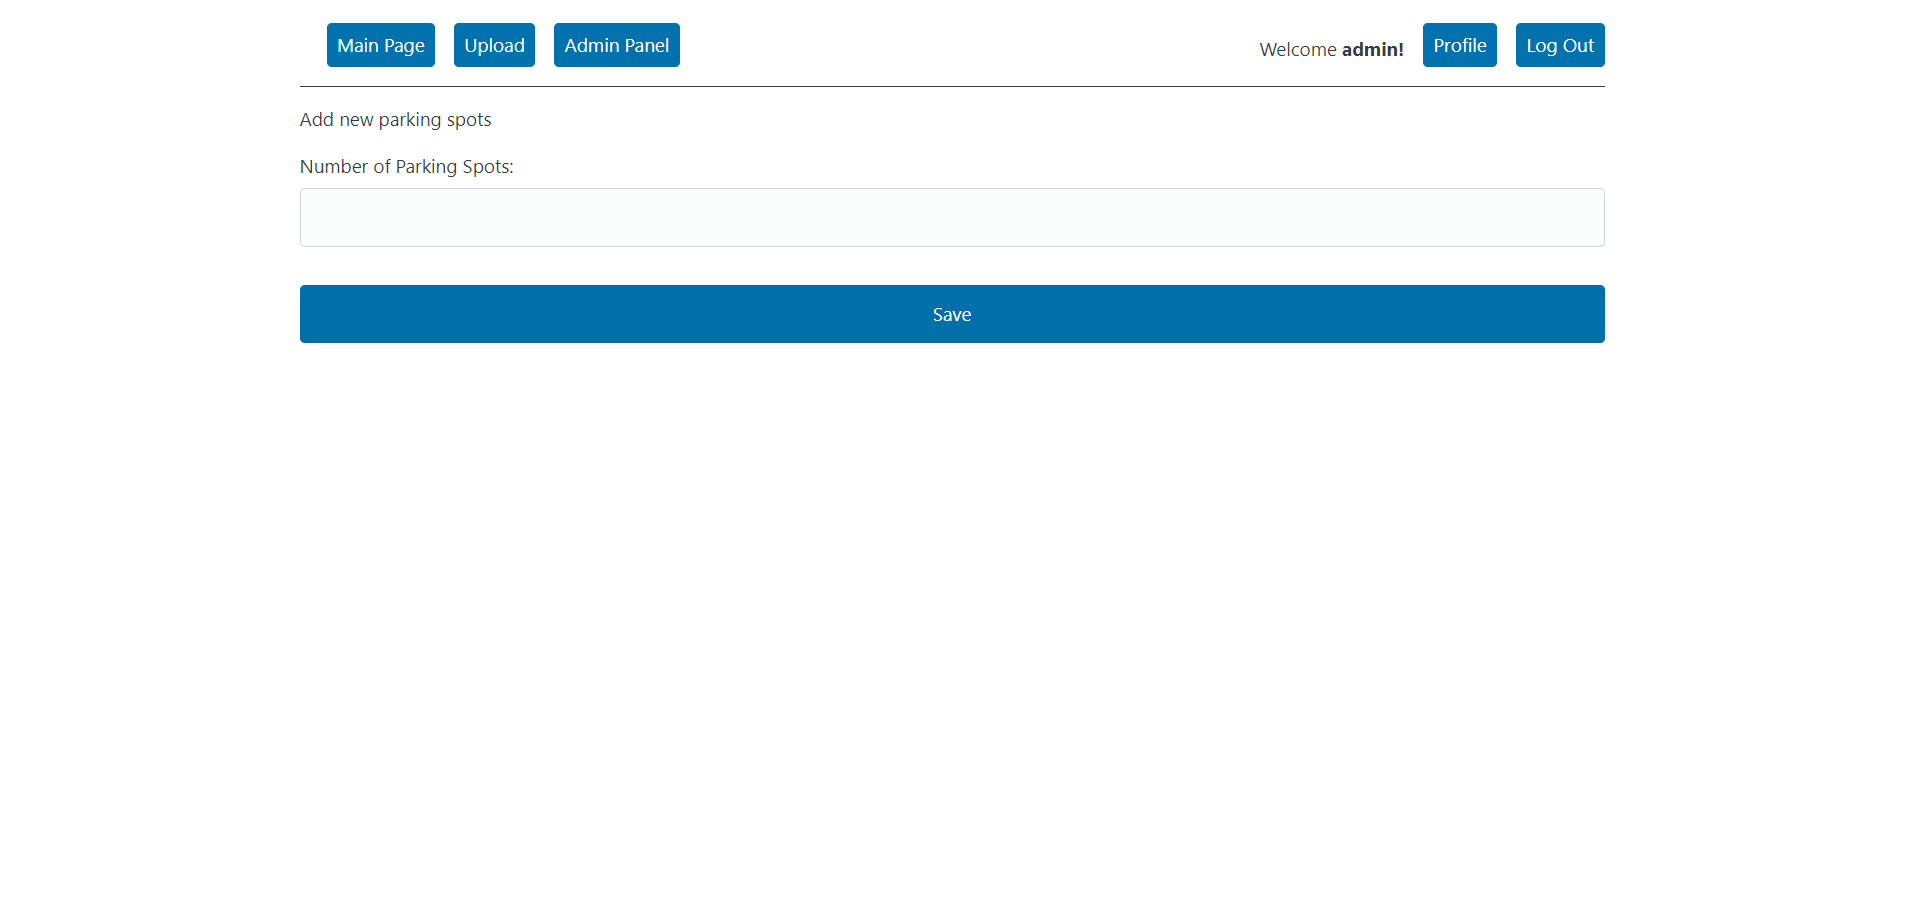 Main Page Upload Admin Panel Welcome admin! Profile Log Out
Add new parking spots
Number of Parking Spots:
Save